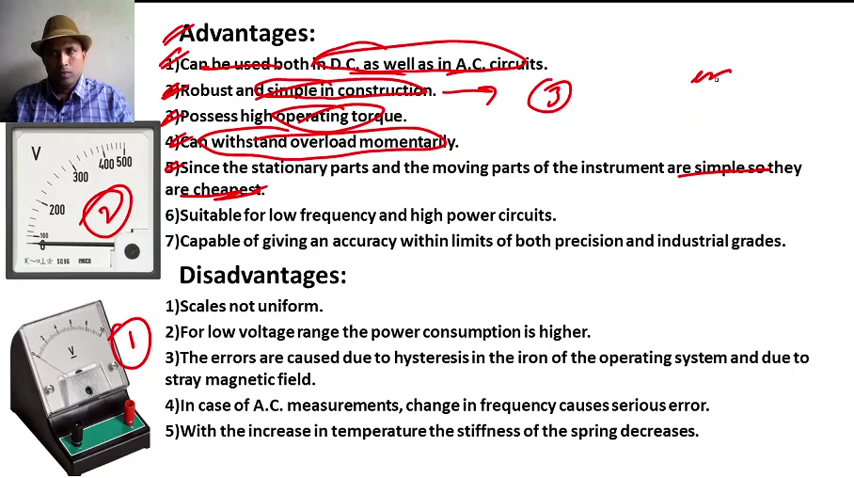 Advantages:
1)Can be used both in D.C. as well as in A.C. circuits.
2)Robust and simple in construction.
3
3)Possess high operating torque.
4)Can withstand overload momentarily.
5)Since the stationary parts and the moving parts of the instrument are simple so they
are cheapest.
6)Suitable for low frequency and high power circuits.
7)Capable of giving an accuracy within limits of both precision and industrial grades.
V
100
200
300
400
500
0
2
Disadvantages:
1)Scales not uniform.
2)For low voltage range the power consumption is higher.
3)The errors are caused due to hysteresis in the iron of the operating system and due to
stray magnetic field.
4)In case of A.C. measurements, change in frequency causes serious error.
5)With the increase in temperature the stiffness of the spring decreases.
V
1